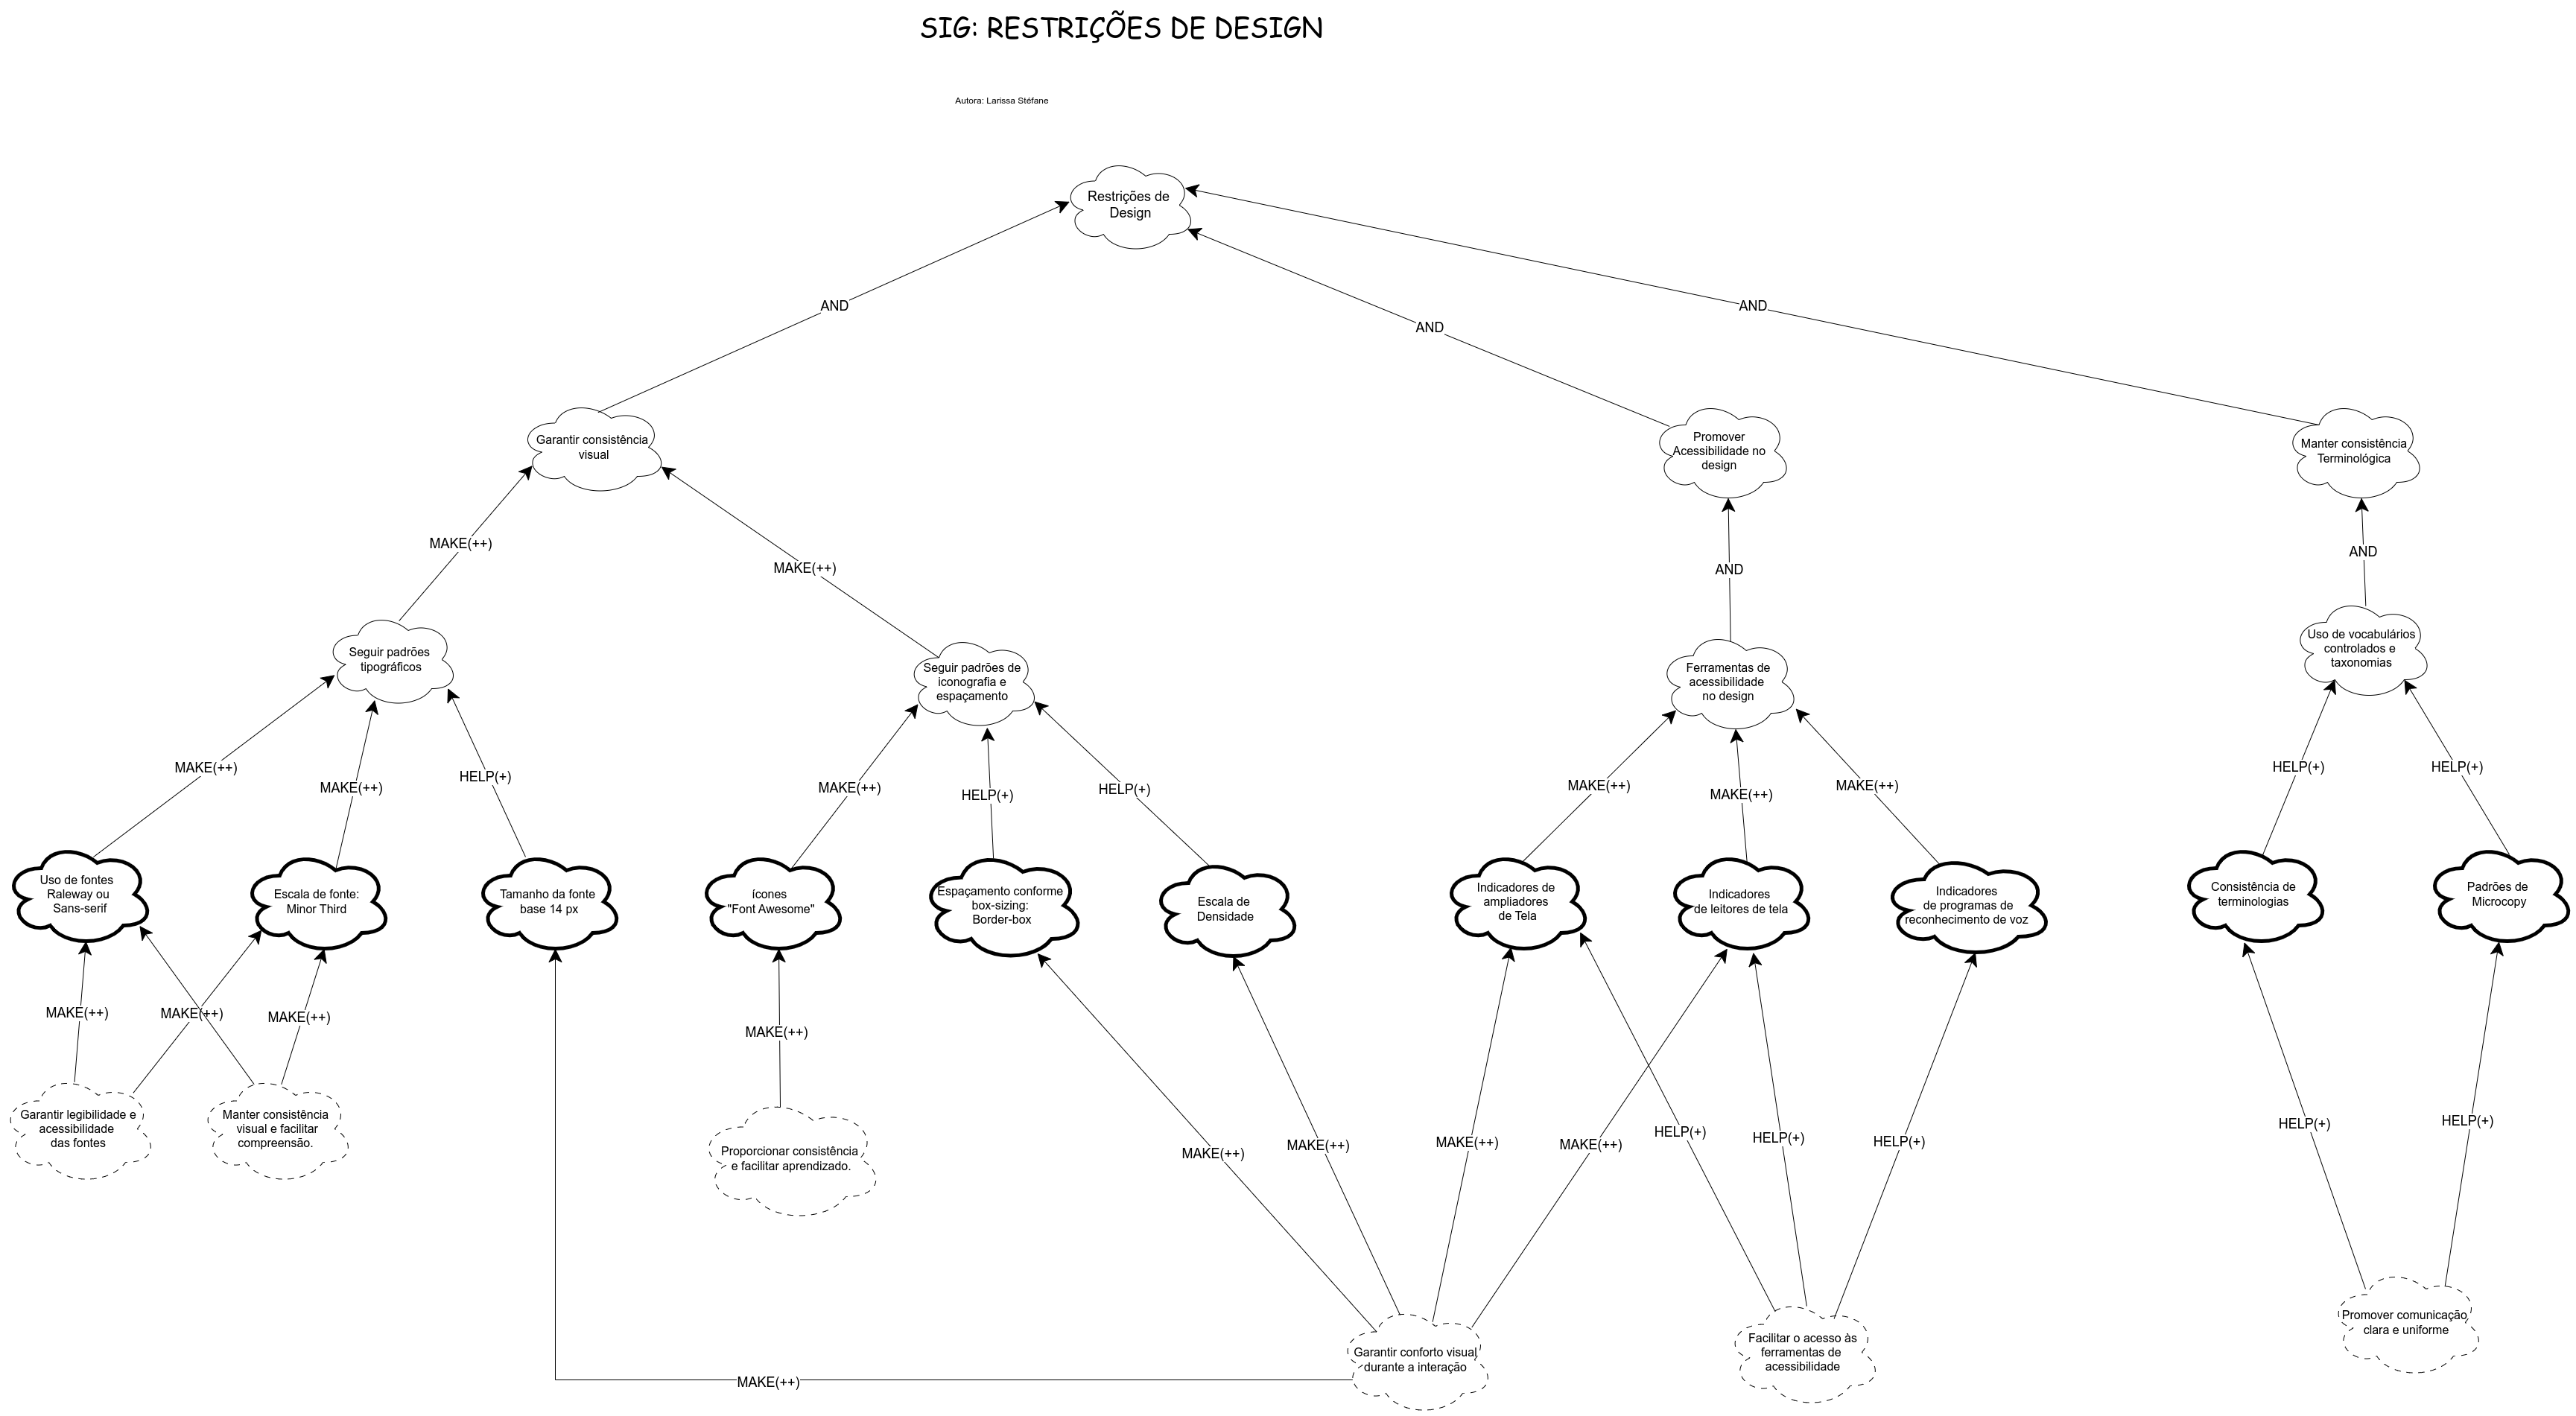 SIG: RESTRIÇÕES DE DESIGN
Autora: Larissa Stéfane
Restrições de
Design
AND
AND
AND
Garantir consistência
visual
Promover
Acessibilidade no
design
Manter consistência
Terminológica
MAKE(++)
MAKE(++)
AND
AND
Seguir padrões
tipográficos
Seguir padrões de
iconografia e
espaçamento
Ferramentas de
acessibilidade
no design
Uso de vocabulários
controlados e
taxonomias
MAKE(++)
MAKE(++)
HELP(+)
MAKE(++)
HELP(+)
HELP(+)
MAKE(++)
MAKE(++)
MAKE(++)
HELP(+)
HELP(+)
Uso de fontes
Raleway ou
Sans-serif
Escala de fonte:
Minor Third
Tamanho da fonte
base 14 px
ícones
"Font Awesome"
Espaçamento conforme
box-sizing:
Border-box
Escala de
Densidade
Indicadores de
ampliadores
de Tela
Indicadores
de leitores de tela
Indicadores
de programas de
reconhecimento de voz
Consistência de
terminologias
Padrões de
Microcopy
MAKE(++)
MAKE(++)
MAKE(++)
MAKE(++)
MAKE(++)
MAKE(++)
MAKE(++)
MAKE(++)
HELP(+)
HELP(+)
HELP(+)
HELP(+)
HELP(+)
Garantir legibilidade e
acessibilidade
das fontes
Manter consistência
visual e facilitar
compreensão.
Proporcionar consistência
e facilitar aprendizado.
Garantir conforto visual
durante a interação
Facilitar o acesso às
ferramentas de
acessibilidade
Promover comunicação
clara e uniforme
MAKE(++)